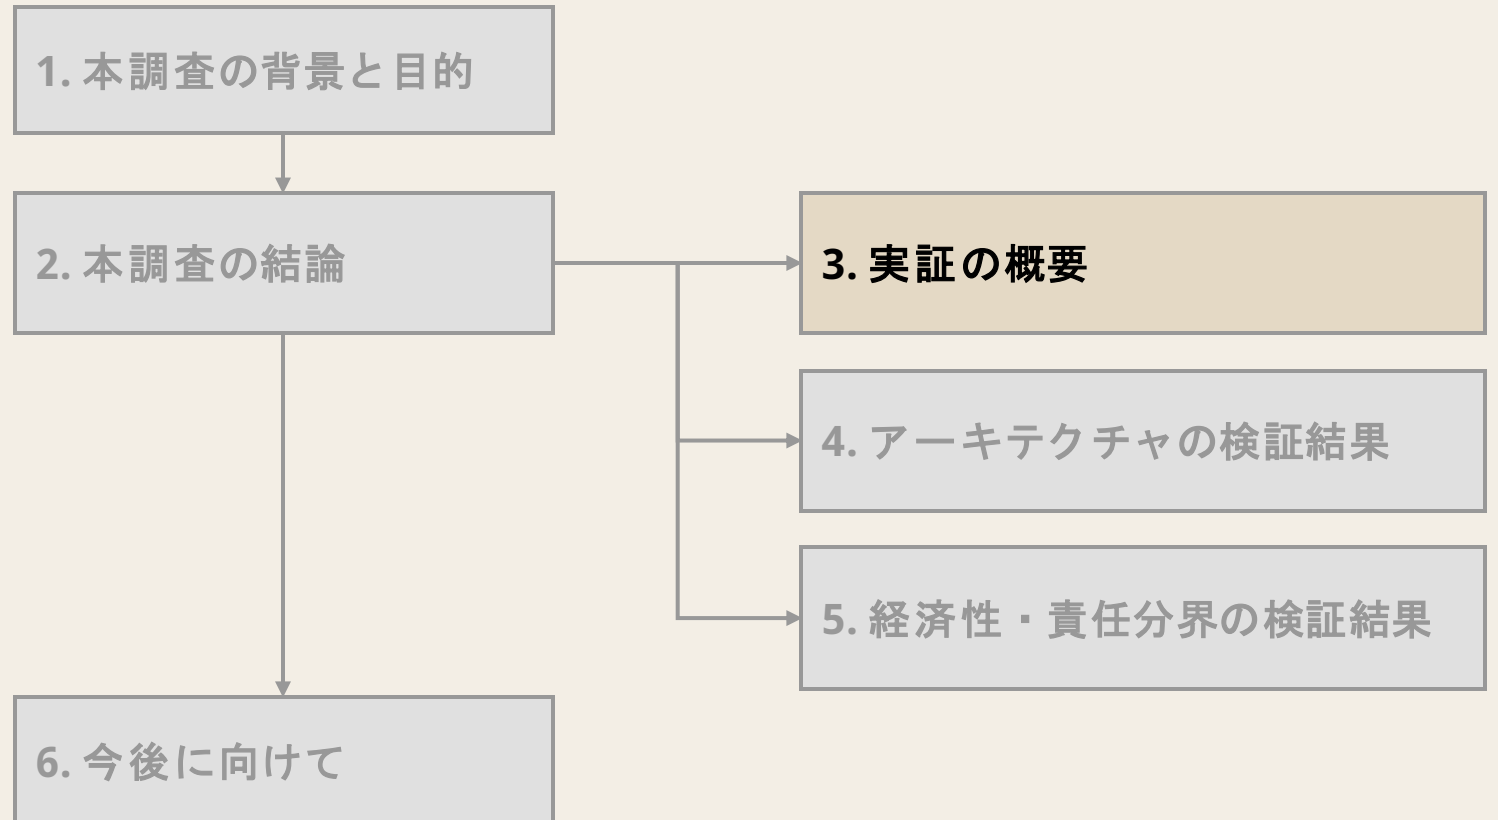 1. 本調査の背景と目的
2. 本調査の結論
3. 実証の概要
4. アーキテクチャの検証結果
5. 経済性・責任分界の検証結果
6. 今後に向けて